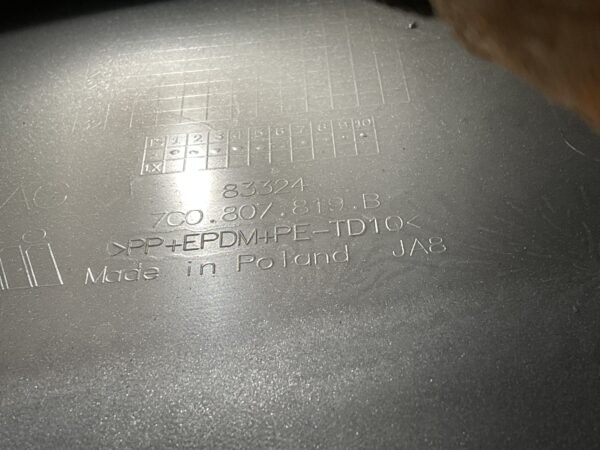 1 2 3 4 5 6 7 8 9 10
1X
83324
7C0.807.819.B
>PP+EPDM+PE-TD10<
Made in Poland JA8